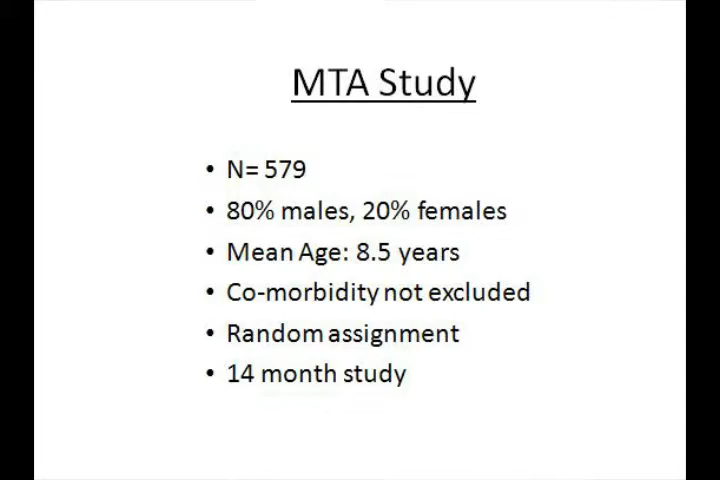 MTA Study
• N= 579
• 80% males, 20% females
• Mean Age: 8.5 years
• Co-morbidity not excluded
• Random assignment
• 14 month study